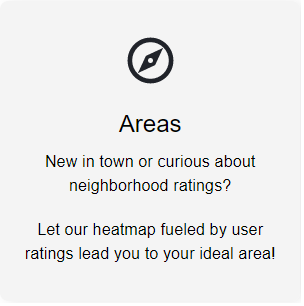 Areas
New in town or curious about
neighborhood ratings?
Let our heatmap fueled by user
ratings lead you to your ideal area!